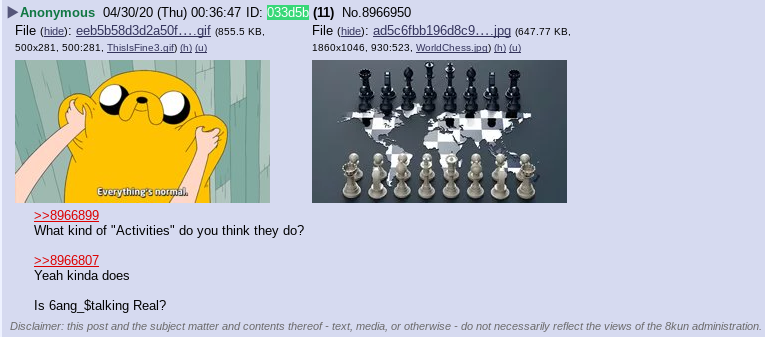 ▶Anonymous 04/30/20 (Thu) 00:36:47 ID: 033d5b (11) No.8966950
File (hide): eeb5b58d3d2a50f….gif (855.5 KB,
500x281, 500:281, ThisIsFine3.gif) (h) (u)
Everything's normal.
File (hide): ad5c6fbb196d8c9….jpg (647.77 KB,
1860x1046, 930:523, WorldChess.jpg) (h) (u)
>>8966899
What kind of "Activities" do you think they do?
>>8966807
Yeah kinda does
Is 6ang_$talking Real?
Disclaimer: this post and the subject matter and contents thereof - text, media, or otherwise - do not necessarily reflect the views of the 8kun administration.